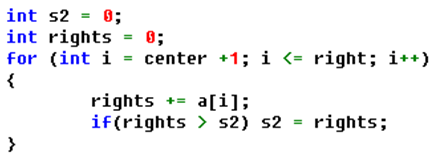 int s2 = 0;
int rights = 0;
for (int i = center +1; i <= right; i++)
{
        rights += a[i];
        if(rights > s2) s2 = rights;
}